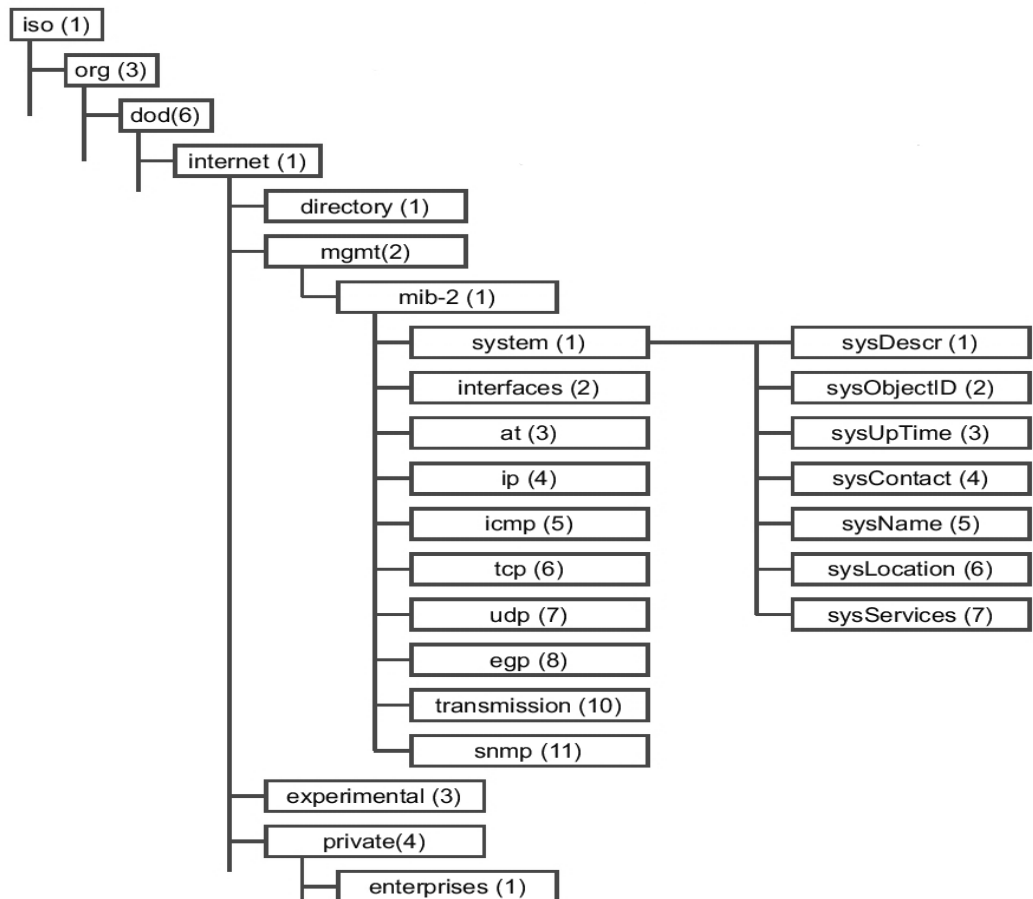 iso (1)
org (3)
dod(6)
internet (1)
directory (1)
mgmt(2)
mib-2 (1)
system (1)
sysDescr (1)
interfaces (2)
sysObjectID (2)
at (3)
sysUpTime (3)
ip (4)
sysContact (4)
icmp (5)
sysName (5)
tcp (6)
sysLocation (6)
udp (7)
sysServices (7)
egp (8)
transmission (10)
snmp (11)
experimental (3)
private(4)
enterprises (1)